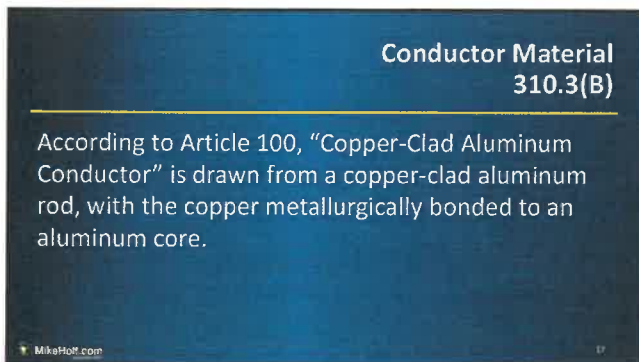 Conductor Material
310.3(B)
According to Article 100, “Copper-Clad Aluminum
Conductor” is drawn from a copper-clad aluminum
rod, with the copper metallurgically bonded to an
aluminum core.
MikeHolt.com
17